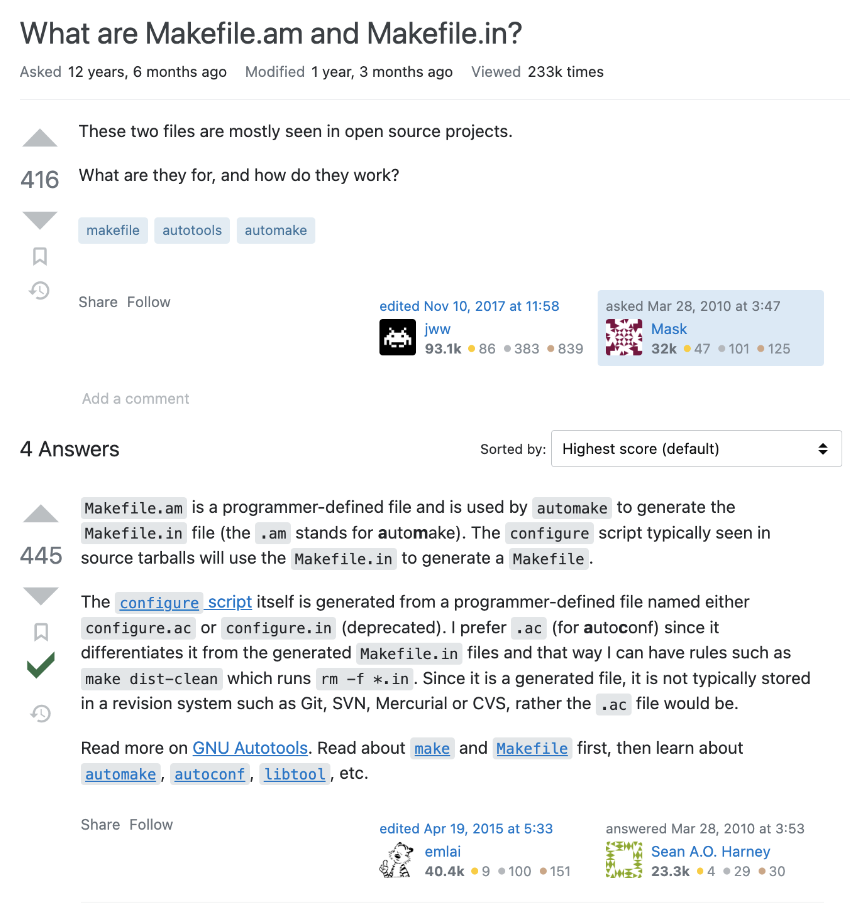 What are Makefile.am and Makefile.in?
Asked 12 years, 6 months ago Modified 1 year, 3 months ago Viewed 233k times
These two files are mostly seen in open source projects.
416
What are they for, and how do they work?
makefile autotools automake
Share Follow
edited Nov 10, 2017 at 11:58
jww
93.1k 86 383 839
asked Mar 28, 2010 at 3:47
Mask
32k 47 101 125
Add a comment
4 Answers
Sorted by: Highest score (default)
445
Makefile.am is a programmer-defined file and is used by automake to generate the
Makefile.in file (the .am stands for automake). The configure script typically seen in
source tarballs will use the Makefile.in to generate a Makefile.
The configure script itself is generated from a programmer-defined file named either
configure.ac or configure.in (deprecated). I prefer .ac (for autoconf) since it
differentiates it from the generated Makefile.in files and that way I can have rules such as
make dist-clean which runs rm -f *.in. Since it is a generated file, it is not typically stored
in a revision system such as Git, SVN, Mercurial or CVS, rather the .ac file would be.
Read more on GNU Autotools. Read about make and Makefile first, then learn about
automake, autoconf, libtool, etc.
Share Follow
edited Apr 19, 2015 at 5:33
emlai
40.4k 9 100 151
answered Mar 28, 2010 at 3:53
Sean A.O. Harney
23.3k 4 29 30